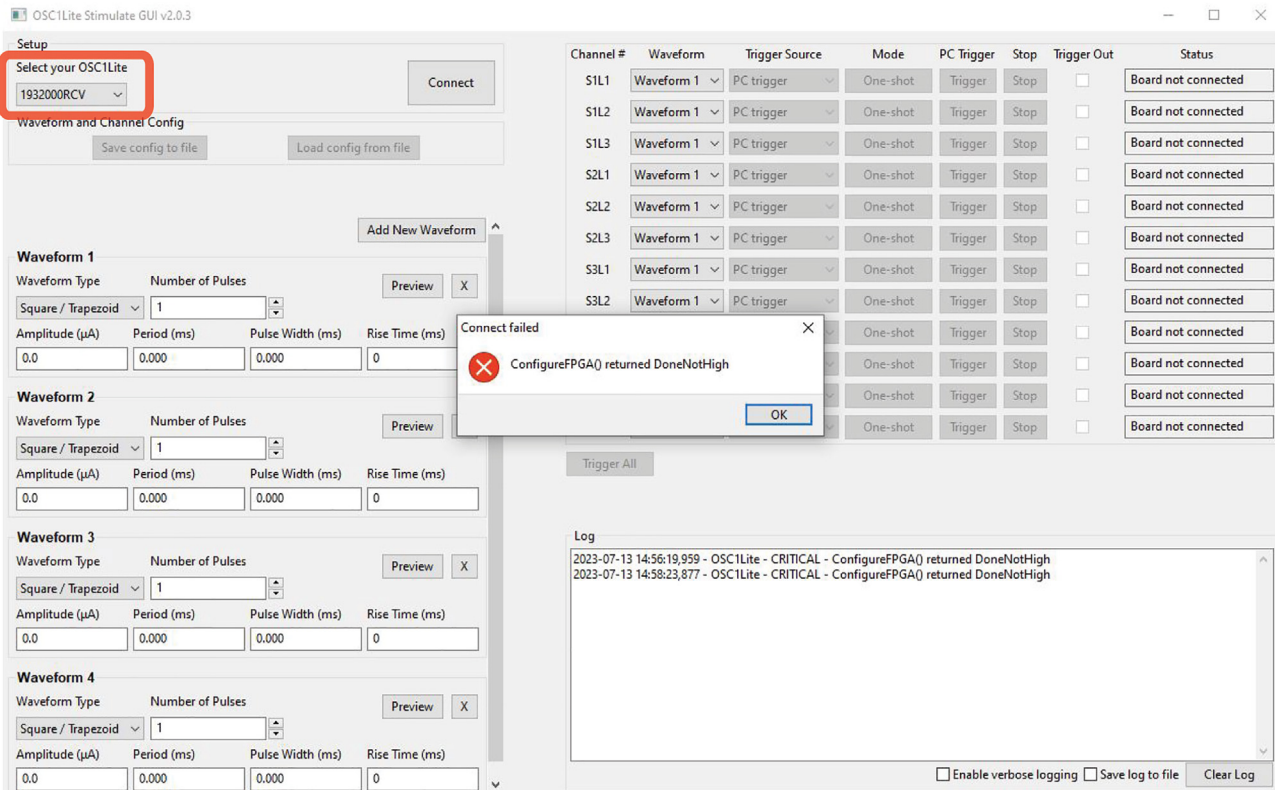 OSC1Lite Stimulate GUI v2.0.3
Setup
Select your OSC1Lite
1932000RCV
Connect
Waveform and Channel Config
Save config to file Load config from file
Add New Waveform
Waveform 1
Waveform Type Number of Pulses
Preview X
Square / Trapezoid 1
Amplitude (µA) Period (ms) Pulse Width (ms) Rise Time (ms)
0.0 0.000 0.000 0
Waveform 2
Waveform Type Number of Pulses
Preview
Square / Trapezoid 1
Amplitude (µA) Period (ms) Pulse Width (ms) Rise Time (ms)
0.0 0.000 0.000 0
Waveform 3
Waveform Type Number of Pulses
Preview X
Square / Trapezoid 1
Amplitude (µA) Period (ms) Pulse Width (ms) Rise Time (ms)
0.0 0.000 0.000 0
Waveform 4
Waveform Type Number of Pulses
Preview X
Square / Trapezoid 1
Amplitude (µA) Period (ms) Pulse Width (ms) Rise Time (ms)
0.0 0.000 0.000 0
Channel # Waveform Trigger Source Mode PC Trigger Stop Trigger Out Status
S1L1 Waveform 1 PC trigger One-shot Trigger Stop Board not connected
S1L2 Waveform 1 PC trigger One-shot Trigger Stop Board not connected
S1L3 Waveform 1 PC trigger One-shot Trigger Stop Board not connected
S2L1 Waveform 1 PC trigger One-shot Trigger Stop Board not connected
S2L2 Waveform 1 PC trigger One-shot Trigger Stop Board not connected
S2L3 Waveform 1 PC trigger One-shot Trigger Stop Board not connected
S3L1 Waveform 1 PC trigger One-shot Trigger Stop Board not connected
S3L2 Waveform 1 PC trigger One-shot Trigger Stop Board not connected
One-shot Trigger Stop Board not connected
One-shot Trigger Stop Board not connected
One-shot Trigger Stop Board not connected
One-shot Trigger Stop Board not connected
Connect failed
ConfigureFPGA() returned DoneNotHigh
OK
Trigger All
Log
2023-07-13 14:56:19,959 - OSC1Lite - CRITICAL - ConfigureFPGA() returned DoneNotHigh
2023-07-13 14:58:23,877 - OSC1Lite - CRITICAL - ConfigureFPGA() returned DoneNotHigh
Enable verbose logging Save log to file Clear Log